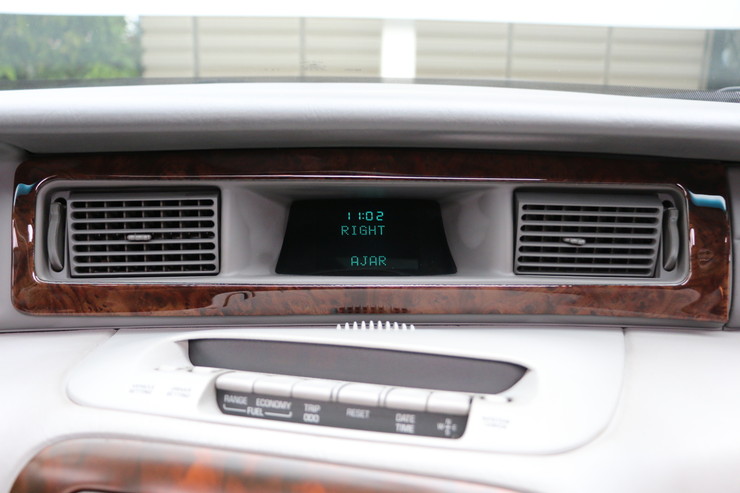 11:02
RIGHT
AJAR
RANGE ECONOMY TRIP ODO RESET DATE TIME
FUEL